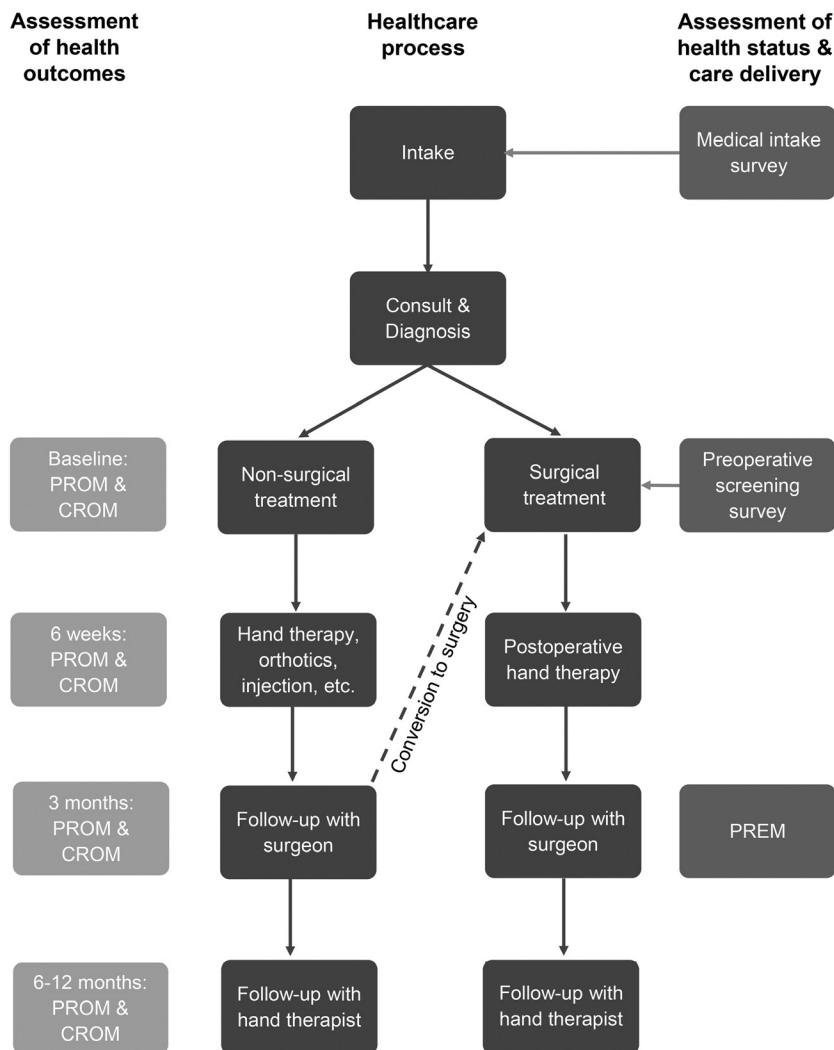 Assessment
of health
outcomes
Healthcare
process
Assessment of
health status &
care delivery
Intake
Medical intake
survey
Consult &
Diagnosis
Baseline:
PROM &
CROM
Non-surgical
treatment
Surgical
treatment
Preoperative
screening
survey
6 weeks:
PROM &
CROM
Hand therapy,
orthotics,
injection, etc.
Conversion to surgery
Postoperative
hand therapy
3 months:
PROM &
CROM
Follow-up with
surgeon
Follow-up with
surgeon
PREM
6-12 months:
PROM &
CROM
Follow-up with
hand therapist
Follow-up with
hand therapist